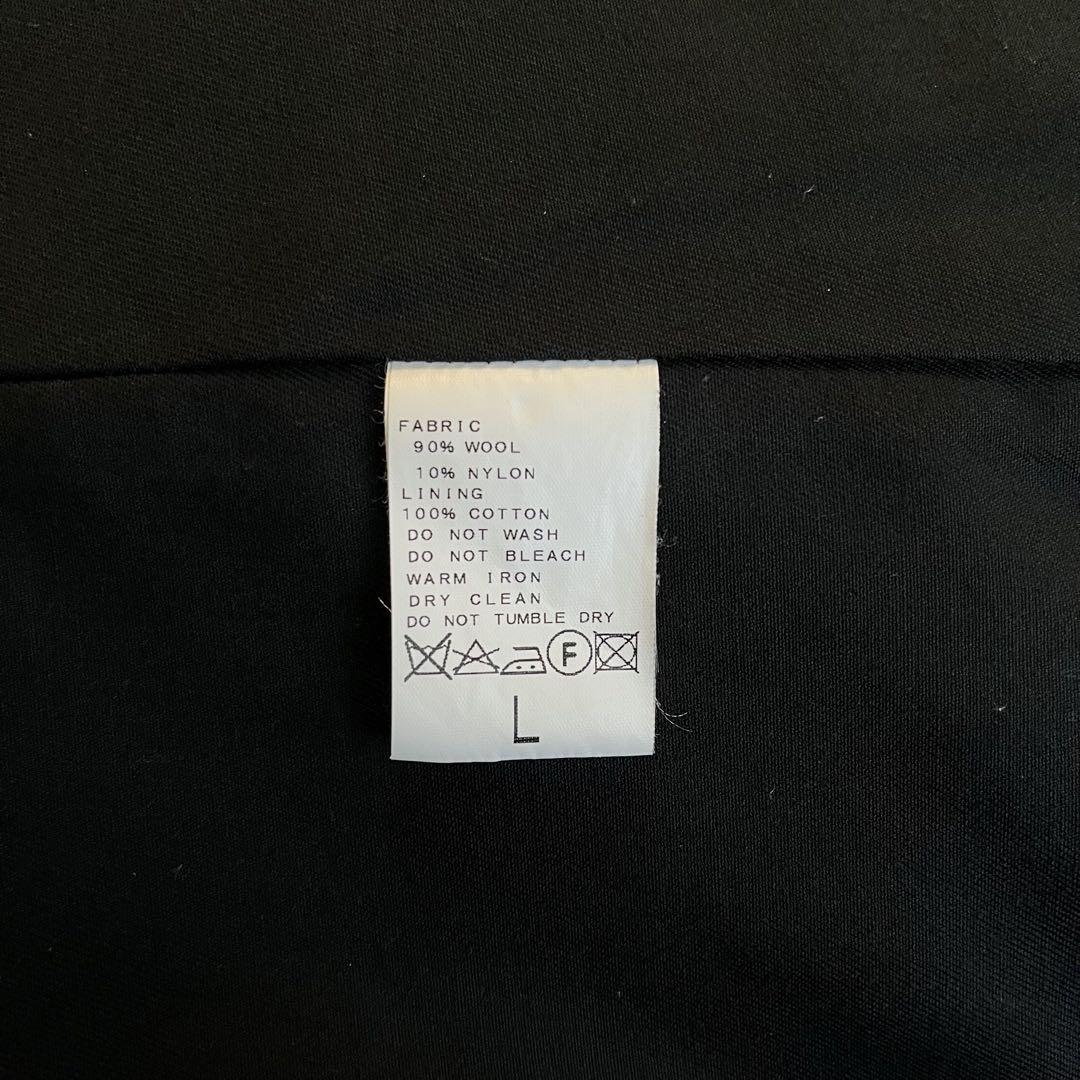 FABRIC
90% WOOL
10% NYLON
LINING
100% COTTON
DO NOT WASH
DO NOT BLEACH
WARM IRON
DRY CLEAN
DO NOT TUMBLE DRY
F
L